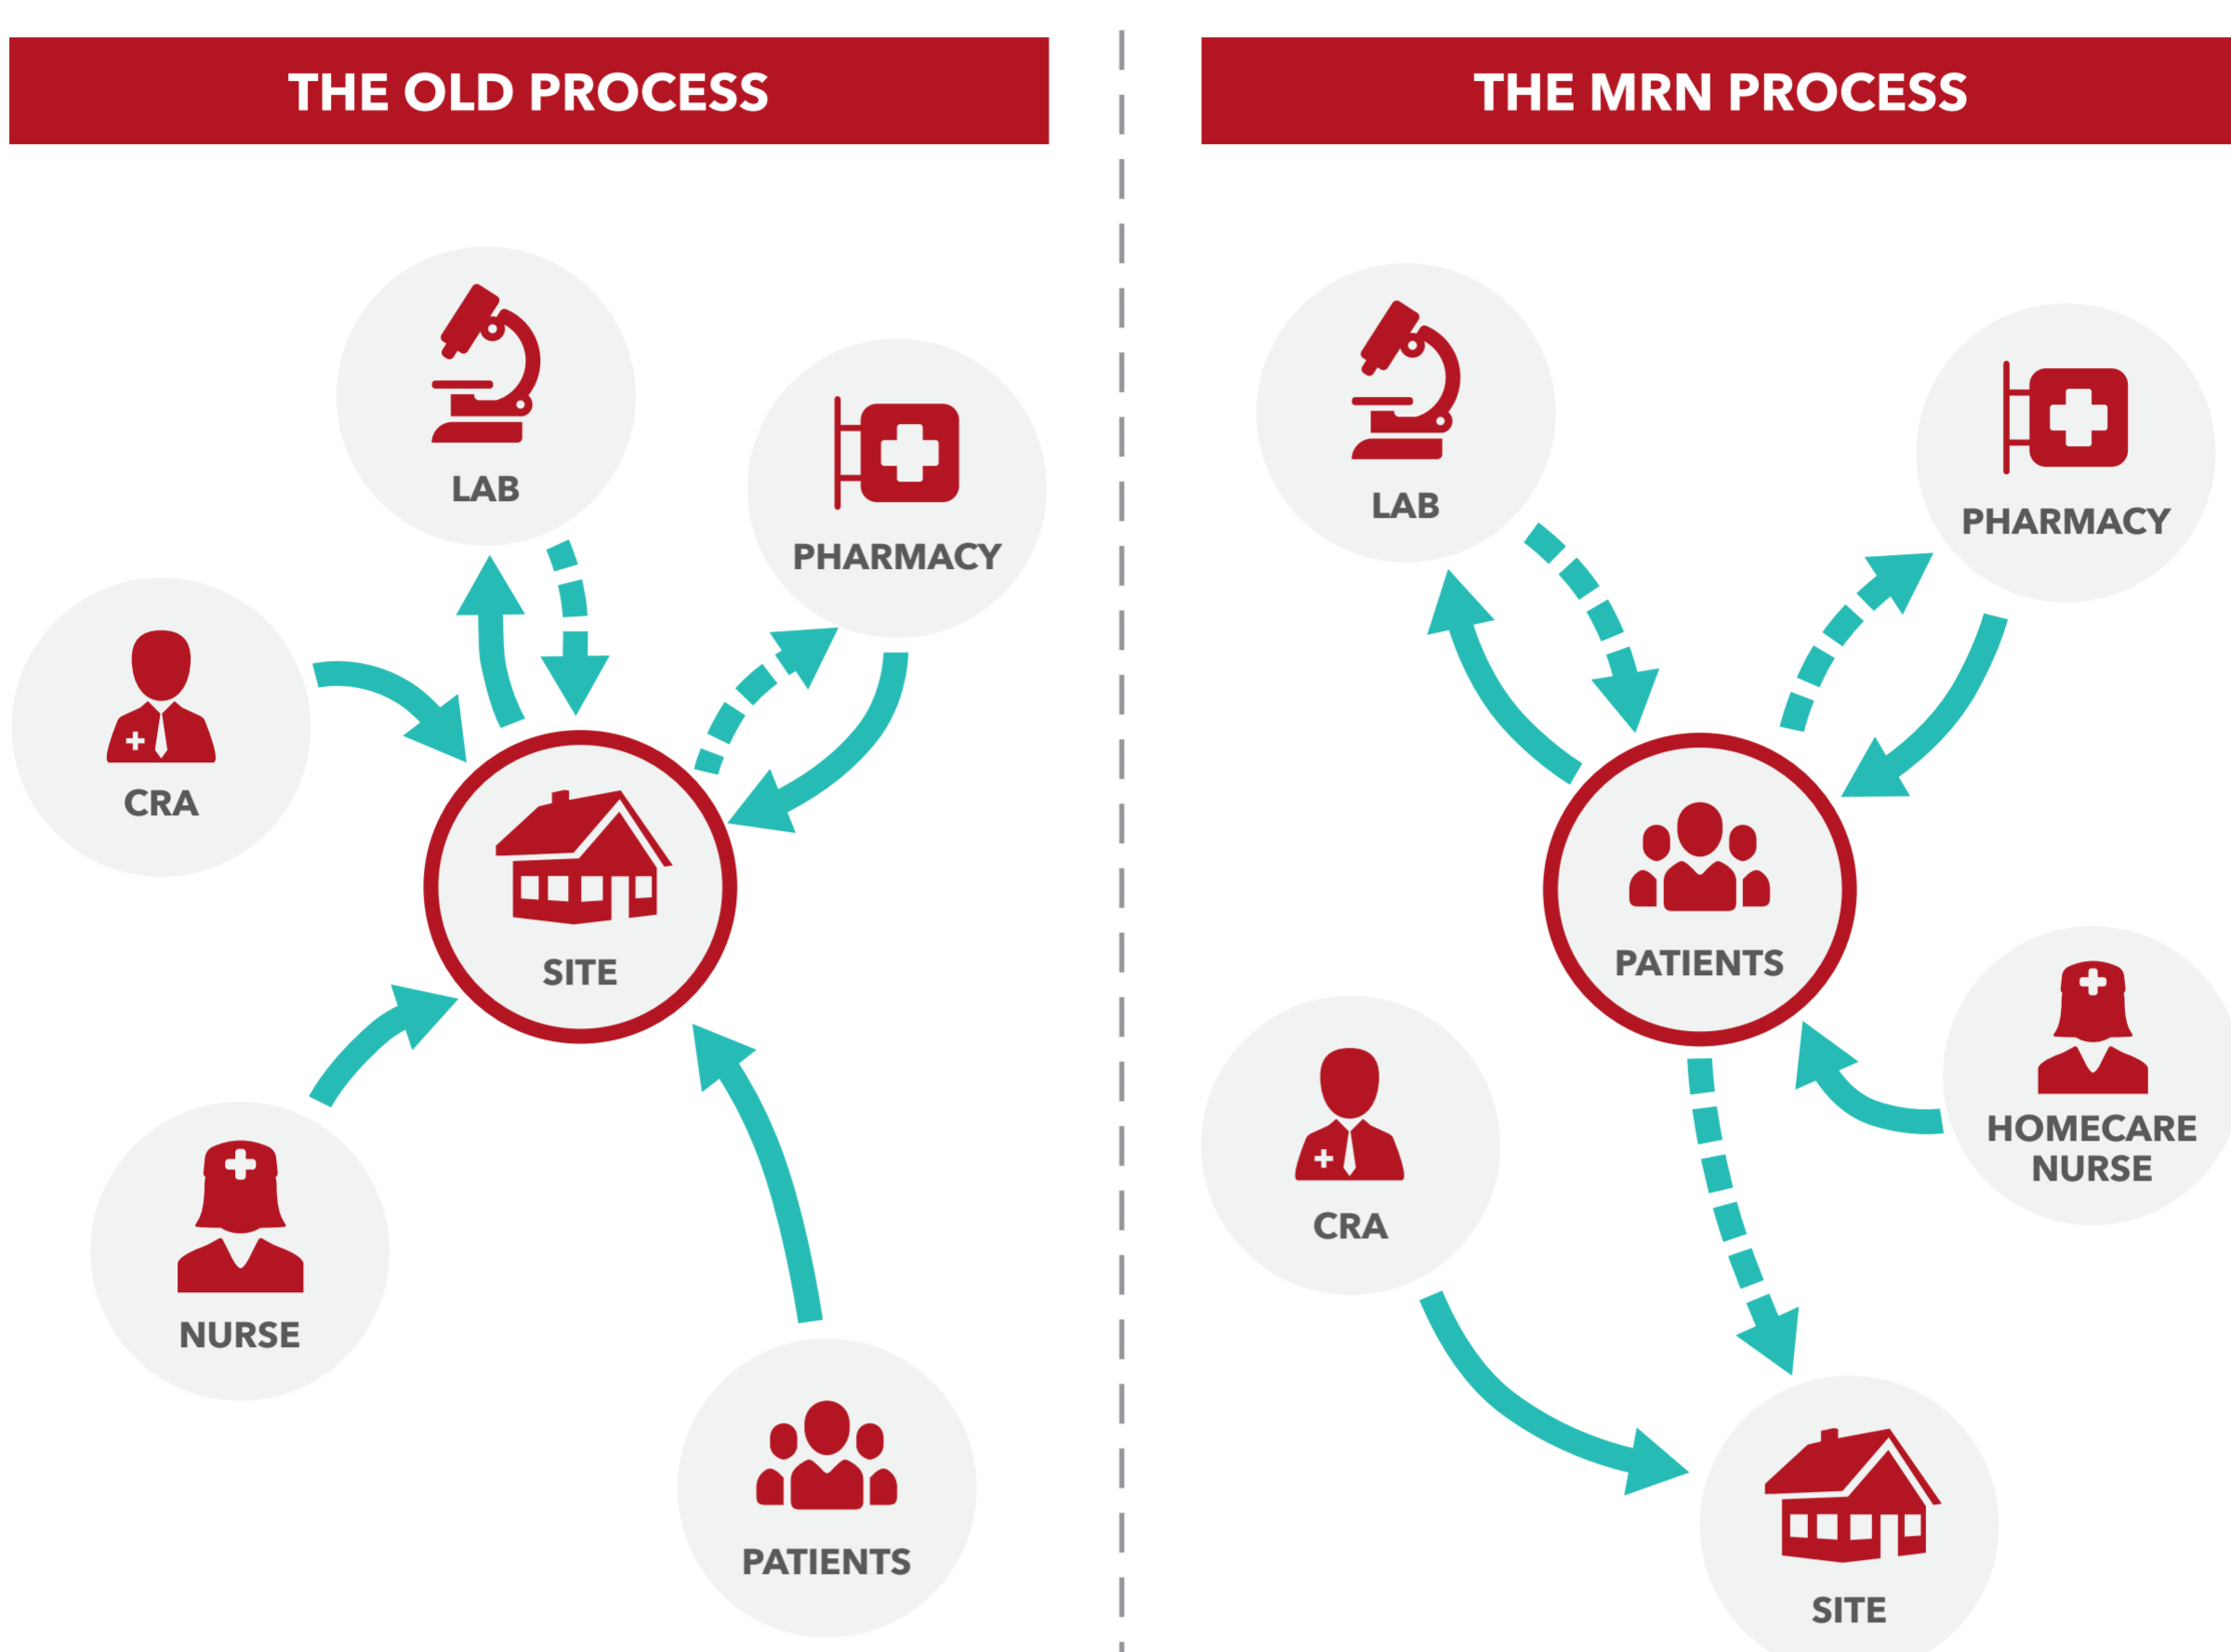 THE OLD PROCESS
LAB
PHARMACY
CRA
SITE
NURSE
PATIENTS
THE MRN PROCESS
LAB
PHARMACY
PATIENTS
HOMECARE
NURSE
CRA
SITE